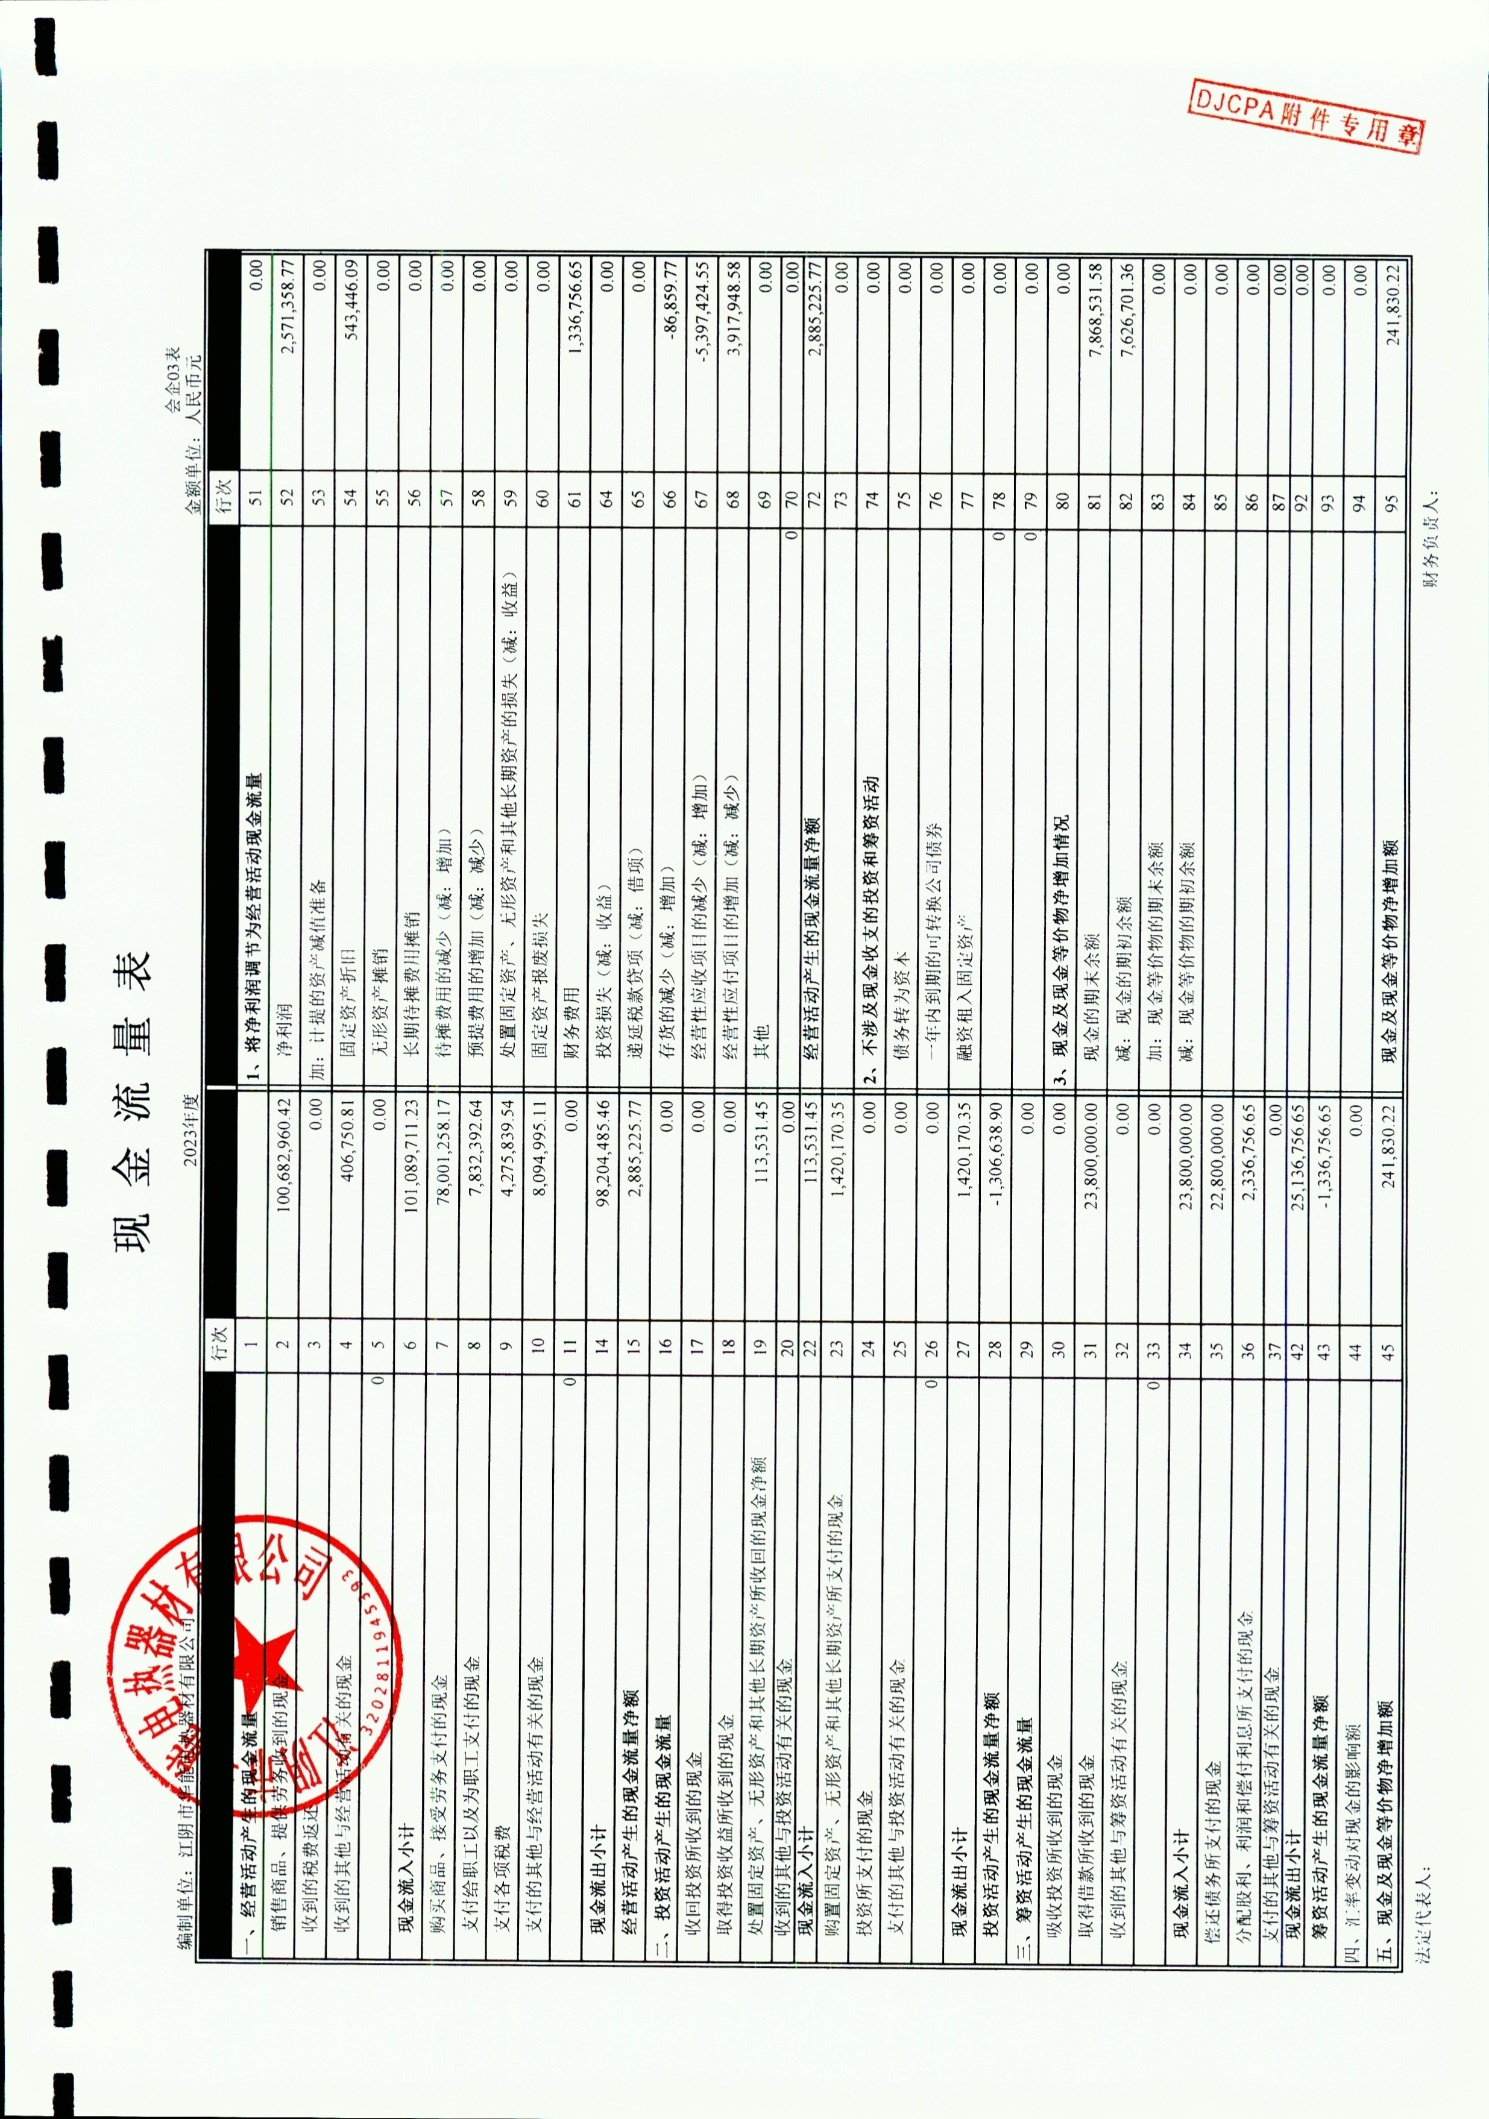 现金流量表
会企03表
编制单位：江阴市华能电热器材有限公司 2023年度 金额单位：人民币元
行次 行次
一、经营活动产生的现金流量 1 1、将净利润调节为经营活动现金流量 51 0.00
销售商品、提供劳务收到的现金 2 100,682,960.42 净利润 52 2,571,358.77
收到的税费返还 3 0.00 加：计提的资产减值准备 53 0.00
收到的其他与经营活动有关的现金 4 406,750.81 固定资产折旧 54 543,446.09
0 5 0.00 无形资产摊销 55 0.00
现金流入小计 6 101,089,711.23 长期待摊费用摊销 56 0.00
购买商品、接受劳务支付的现金 7 78,001,258.17 待摊费用的减少（减：增加） 57 0.00
支付给职工以及为职工支付的现金 8 7,832,392.64 预提费用的增加（减：减少） 58 0.00
支付各项税费 9 4,275,839.54 处置固定资产、无形资产和其他长期资产的损失（减：收益） 59 0.00
支付的其他与经营活动有关的现金 10 8,094,995.11 固定资产报废损失 60 0.00
0 11 0.00 财务费用 61 1,336,756.65
现金流出小计 14 98,204,485.46 投资损失（减：收益） 64 0.00
经营活动产生的现金流量净额 15 2,885,225.77 递延税款贷项（减：借项） 65 0.00
二、投资活动产生的现金流量 16 0.00 存货的减少（减：增加） 66 -86,859.77
收回投资所收到的现金 17 0.00 经营性应收项目的减少（减：增加） 67 -5,397,424.55
取得投资收益所收到的现金 18 0.00 经营性应付项目的增加（减：减少） 68 3,917,948.58
处置固定资产、无形资产和其他长期资产所收回的现金净额 19 113,531.45 其他 69 0.00
收到的其他与投资活动有关的现金 20 0.00 0 70 0.00
现金流入小计 22 113,531.45 经营活动产生的现金流量净额 72 2,885,225.77
购置固定资产、无形资产和其他长期资产所支付的现金 23 1,420,170.35 73 0.00
投资所支付的现金 24 0.00 2、不涉及现金收支的投资和筹资活动 74 0.00
支付的其他与投资活动有关的现金 25 0.00 债务转为资本 75 0.00
0 26 0.00 一年内到期的可转换公司债券 76 0.00
现金流出小计 27 1,420,170.35 融资租入固定资产 77 0.00
投资活动产生的现金流量净额 28 -1,306,638.90 0 78 0.00
三、筹资活动产生的现金流量 29 0.00 0 79 0.00
吸收投资所收到的现金 30 0.00 3、现金及现金等价物净增加情况 80 0.00
取得借款所收到的现金 31 23,800,000.00 现金的期末余额 81 7,868,531.58
收到的其他与筹资活动有关的现金 32 0.00 减：现金的期初余额 82 7,626,701.36
0 33 0.00 加：现金等价物的期末余额 83 0.00
现金流入小计 34 23,800,000.00 减：现金等价物的期初余额 84 0.00
偿还债务所支付的现金 35 22,800,000.00 85 0.00
分配股利、利润和偿付利息所支付的现金 36 2,336,756.65 86 0.00
支付的其他与筹资活动有关的现金 37 0.00 87 0.00
现金流出小计 42 25,136,756.65 92 0.00
筹资活动产生的现金流量净额 43 -1,336,756.65 93 0.00
四、汇率变动对现金的影响额 44 0.00 94 0.00
五、现金及现金等价物净增加额 45 241,830.22 现金及现金等价物净增加额 95 241,830.22
法定代表人： 财务负责人：
DJCPA附件专用章
3202811945393